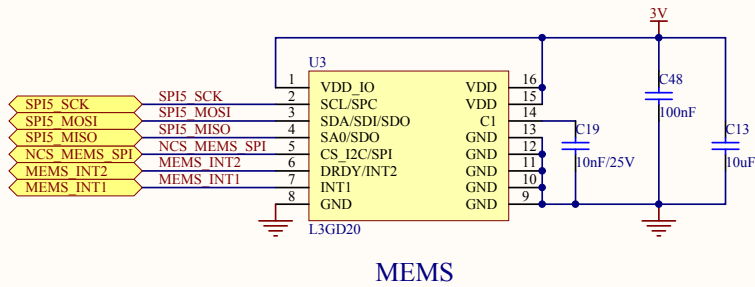 3V
U3
1 VDD_IO VDD 16
SPI5_SCK SPI5_SCK 2 SCL/SPC VDD 15
SPI5_MOSI SPI5_MOSI 3 SDA/SDI/SDO C1 14
SPI5_MISO SPI5_MISO 4 SA0/SDO GND 13
NCS_MEMS_SPI NCS_MEMS_SPI 5 CS_I2C/SPI GND 12
MEMS_INT2 MEMS_INT2 6 DRDY/INT2 GND 11
MEMS_INT1 MEMS_INT1 7 INT1 GND 10
8 GND GND 9
L3GD20
C19
10nF/25V
C48
100nF
C13
10uF
MEMS